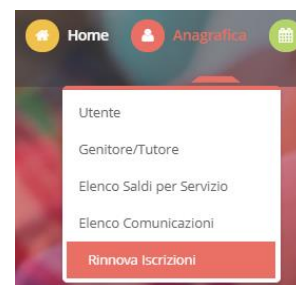 Home Anagrafica
Utente
Genitore/Tutore
Elenco Saldi per Servizio
Elenco Comunicazioni
Rinnova Iscrizioni